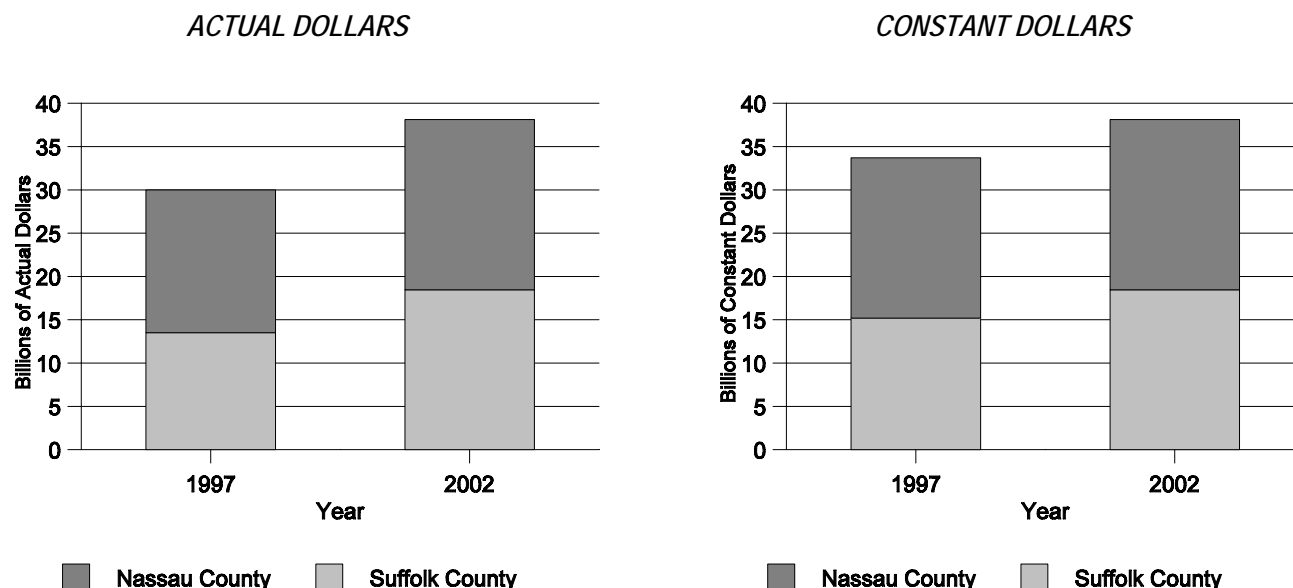 ACTUAL DOLLARS
40
35
30
25
20
15
10
5
0
Billions of Actual Dollars
1997
2002
Year
Nassau County
Suffolk County
CONSTANT DOLLARS
40
35
30
25
20
15
10
5
0
Billions of Constant Dollars
1997
2002
Year
Nassau County
Suffolk County